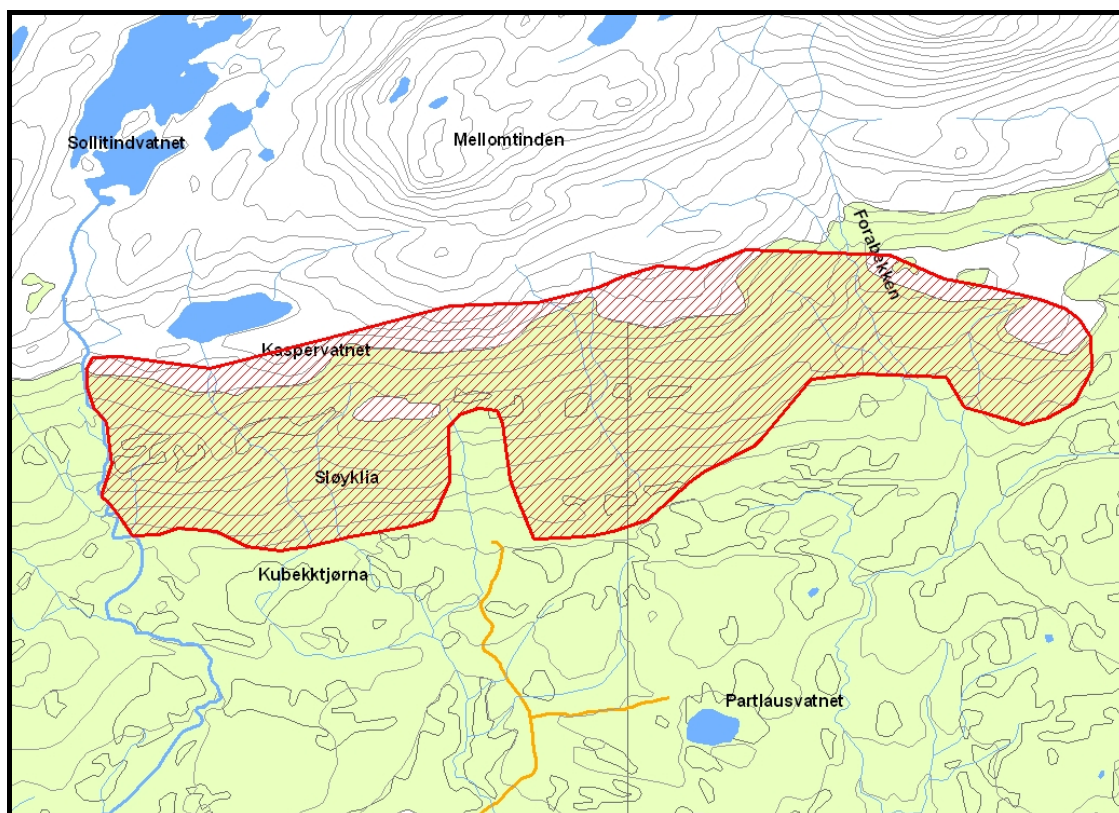 Sollitindvatnet
Mellomtinden
Forabekken
Kaspervatnet
Sløyklia
Kubekktjørna
Partlausvatnet